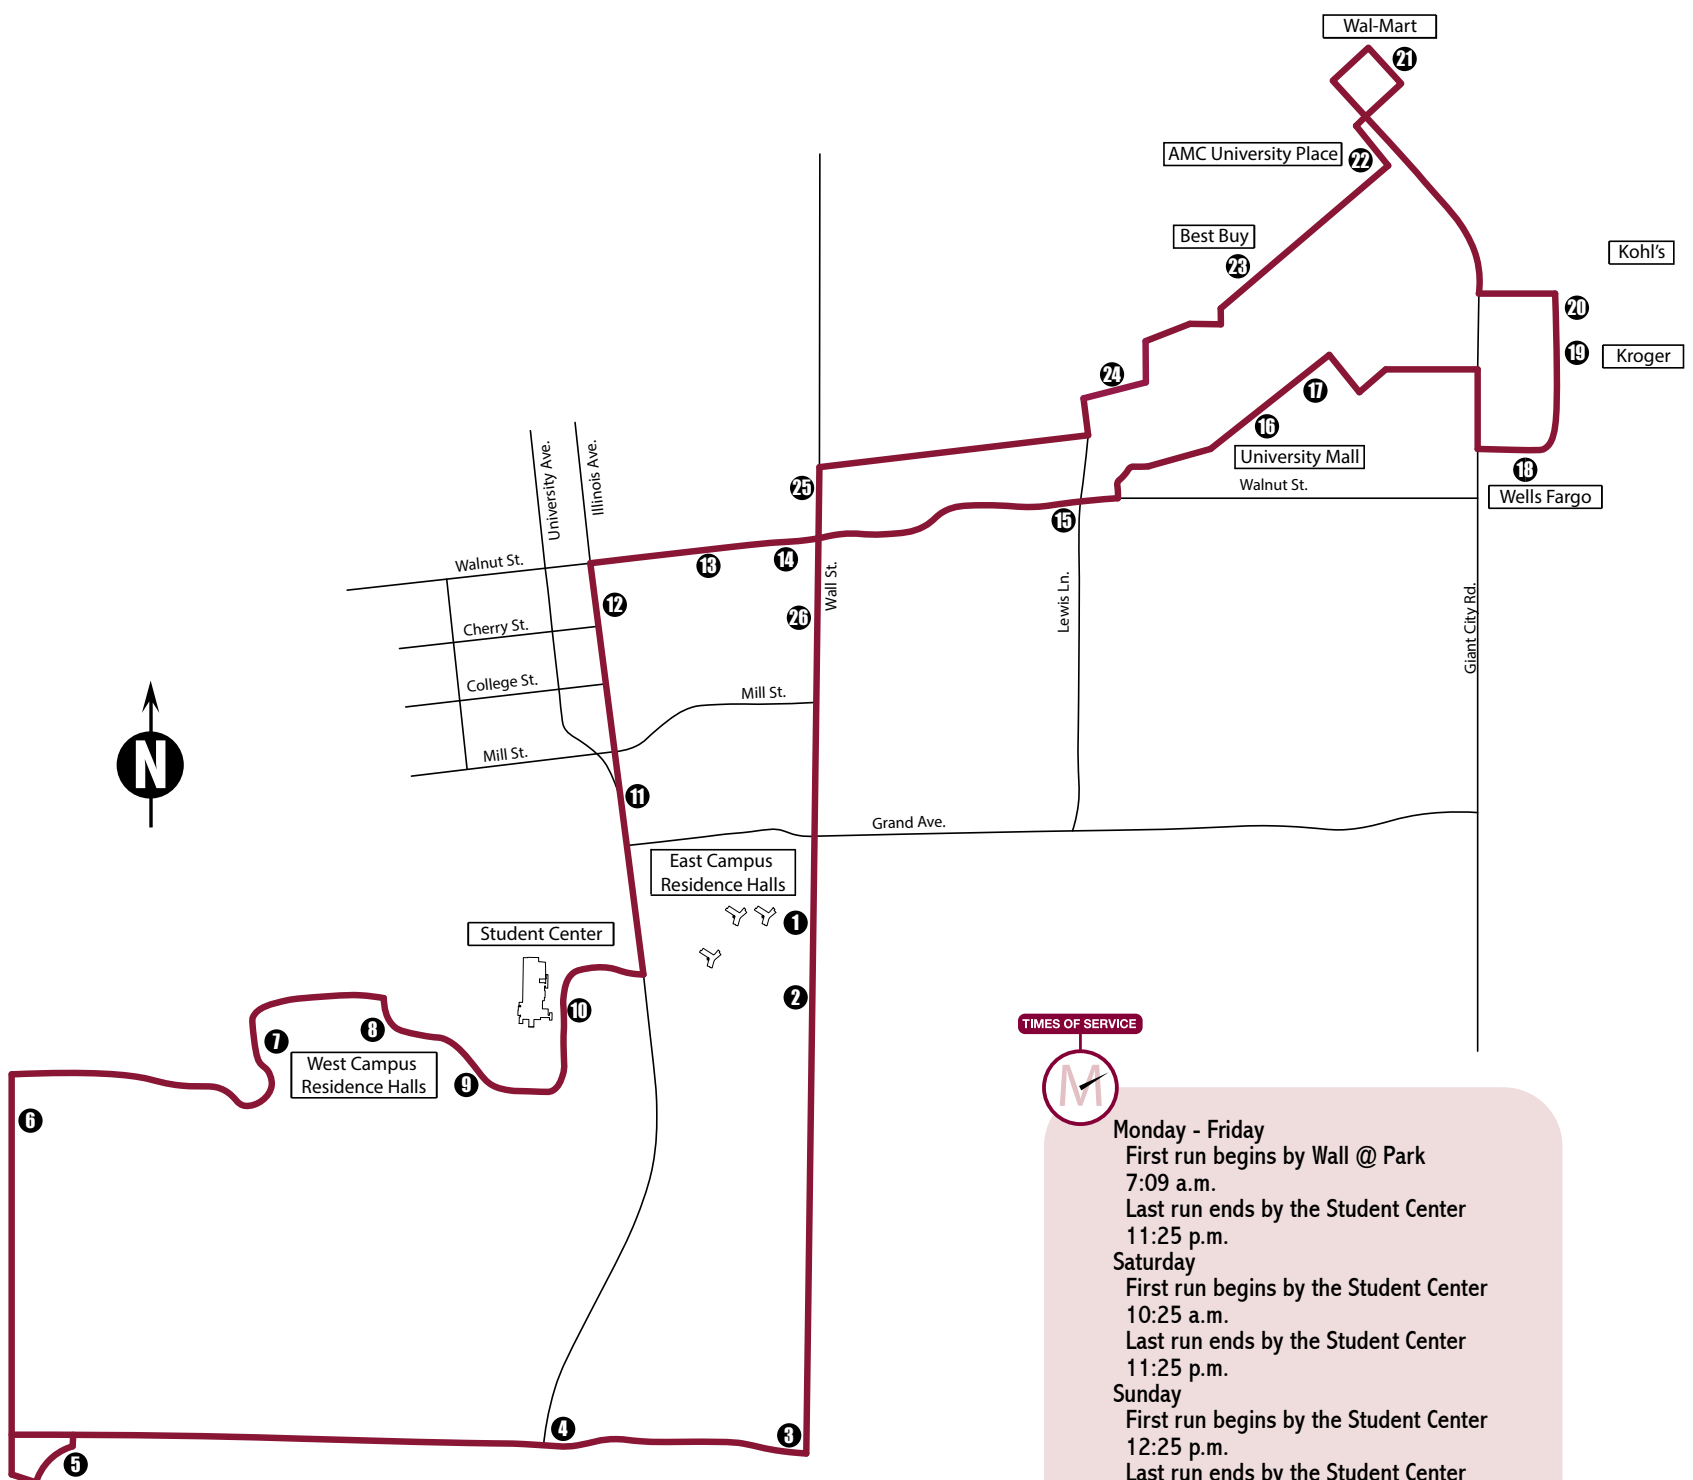 Wal-Mart
21
AMC University Place
22
Best Buy
23
Kohl's
20
19
Kroger
24
17
16
University Mall
18
Walnut St.
Wells Fargo
25
15
University Ave.
Illinois Ave.
Walnut St.
13
14
12
26
Wall St.
Lewis Ln.
Giant City Rd.
Cherry St.
College St.
Mill St.
Mill St.
N
11
Grand Ave.
East Campus
Residence Halls
1
Student Center
2
10
7
8
West Campus
Residence Halls
9
6
4
3
5
TIMES OF SERVICE
M
Monday - Friday
First run begins by Wall @ Park
7:09 a.m.
Last run ends by the Student Center
11:25 p.m.
Saturday
First run begins by the Student Center
10:25 a.m.
Last run ends by the Student Center
11:25 p.m.
Sunday
First run begins by the Student Center
12:25 p.m.
Last run ends by the Student Center